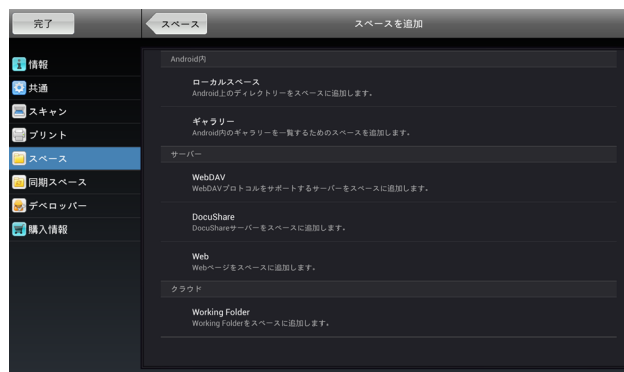 完了
スペース
スペースを追加
情報
共通
スキャン
プリント
スペース
同期スペース
デベロッパー
購入情報
Android内
ローカルスペース
Android上のディレクトリーをスペースに追加します。
ギャラリー
Android内のギャラリーを一覧するためのスペースを追加します。
サーバー
WebDAV
WebDAVプロトコルをサポートするサーバーをスペースに追加します。
DocuShare
DocuShareサーバーをスペースに追加します。
Web
Webページをスペースに追加します。
クラウド
Working Folder
Working Folderをスペースに追加します。